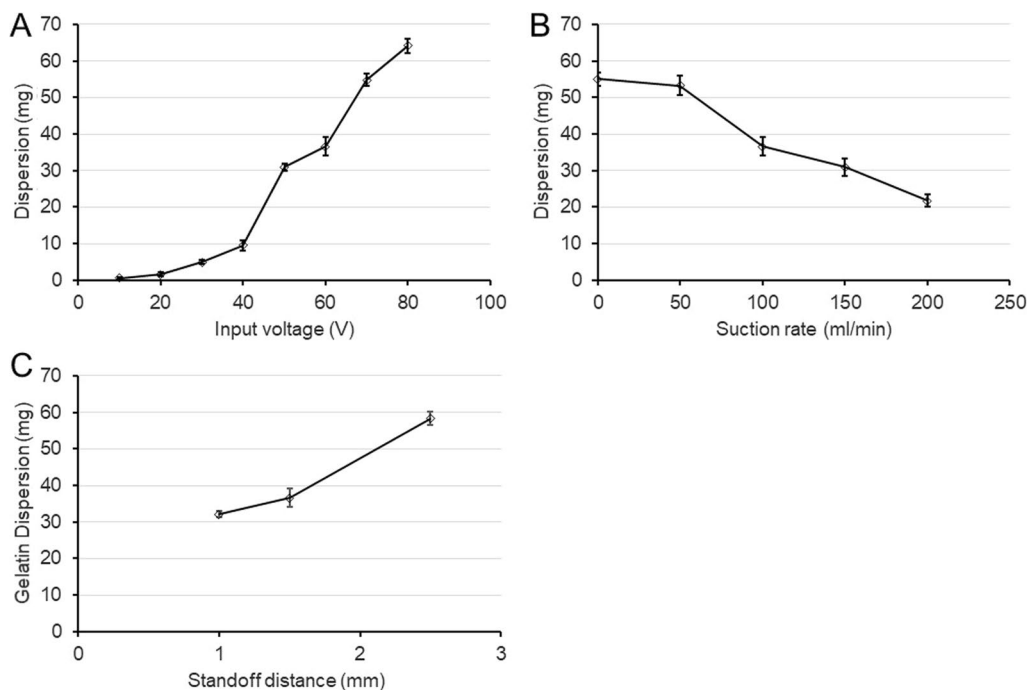 A
Dispersion (mg)
70
60
50
40
30
20
10
0
0 20 40 60 80 100
Input voltage (V)
B
Dispersion (mg)
70
60
50
40
30
20
10
0
0 50 100 150 200 250
Suction rate (ml/min)
C
Gelatin Dispersion (mg)
70
60
50
40
30
20
10
0
0 1 2 3
Standoff distance (mm)